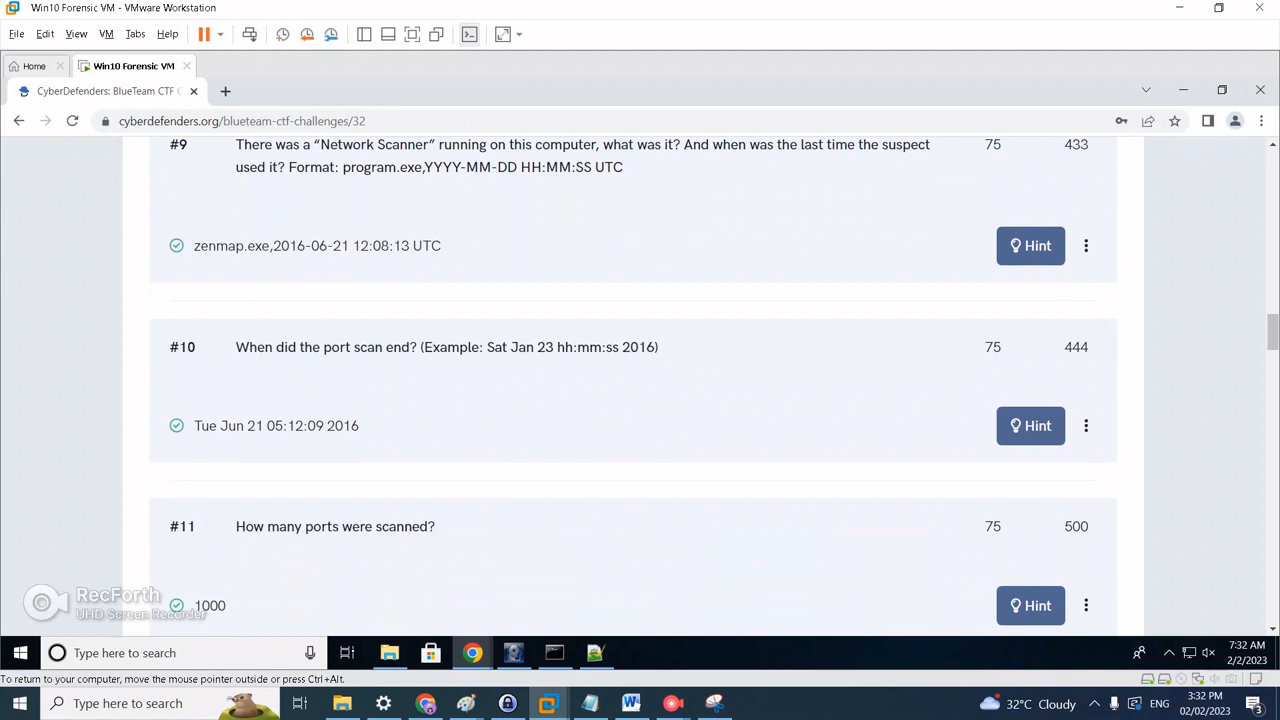 Win10 Forensic VM - VMware Workstation
File Edit View VM Tabs Help
Home Win10 Forensic VM
CyberDefenders: BlueTeam CTF C
cyberdefenders.org/blueteam-ctf-challenges/32
#9 There was a “Network Scanner” running on this computer, what was it? And when was the last time the suspect 75 433
used it? Format: program.exe,YYYY-MM-DD HH:MM:SS UTC
zenmap.exe,2016-06-21 12:08:13 UTC Hint
#10 When did the port scan end? (Example: Sat Jan 23 hh:mm:ss 2016) 75 444
Tue Jun 21 05:12:09 2016 Hint
#11 How many ports were scanned? 75 500
RecForth
UHD Screen Recorder
1000 Hint
Type here to search 7:32 AM
2/2/2023
To return to your computer, move the mouse pointer outside or press Ctrl+Alt.
Type here to search 32°C Cloudy ENG 3:32 PM
02/02/2023 3